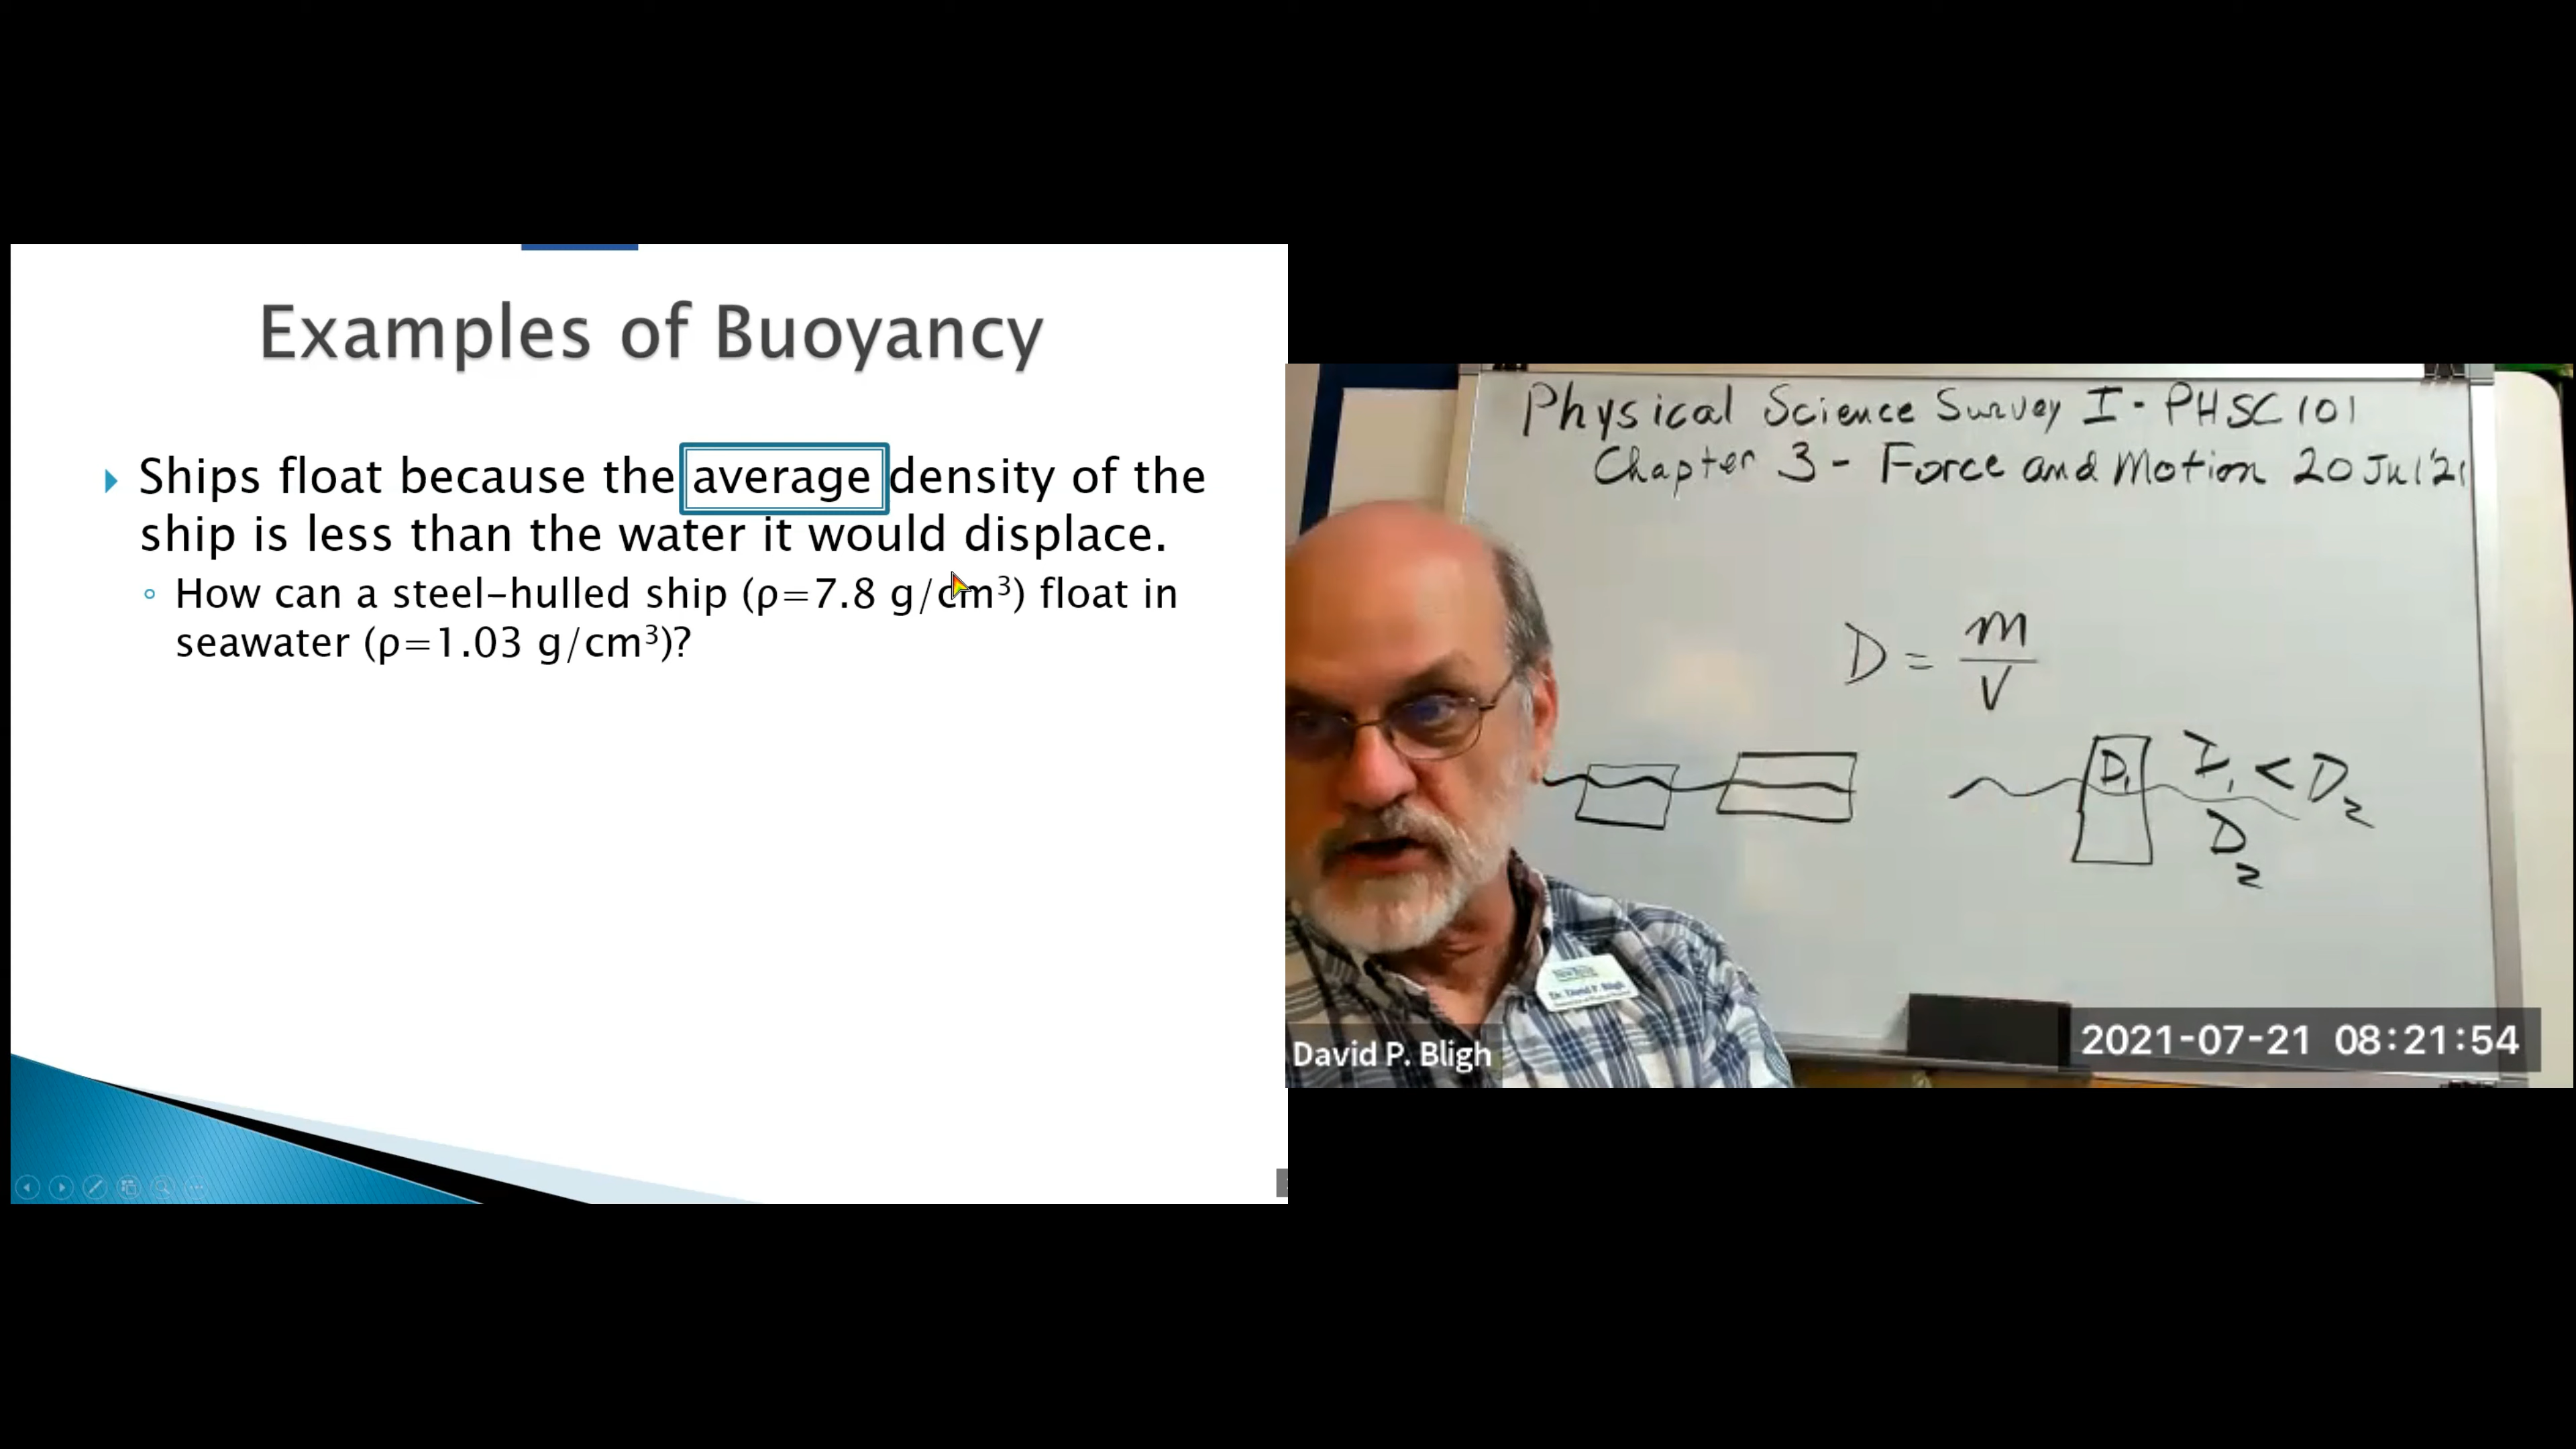 Examples of Buoyancy
Ships float because the average density of the
ship is less than the water it would displace.
How can a steel-hulled ship (ρ=7.8 g/cm³) float in
seawater (ρ=1.03 g/cm³)?
Physical Science Survey I - PHSC 101
Chapter 3 - Force and Motion 20 Jul '21
D = m
V
D₁ < D₂
D₁
D₂
Dr. David P. Bligh
David P. Bligh
2021-07-21 08:21:54